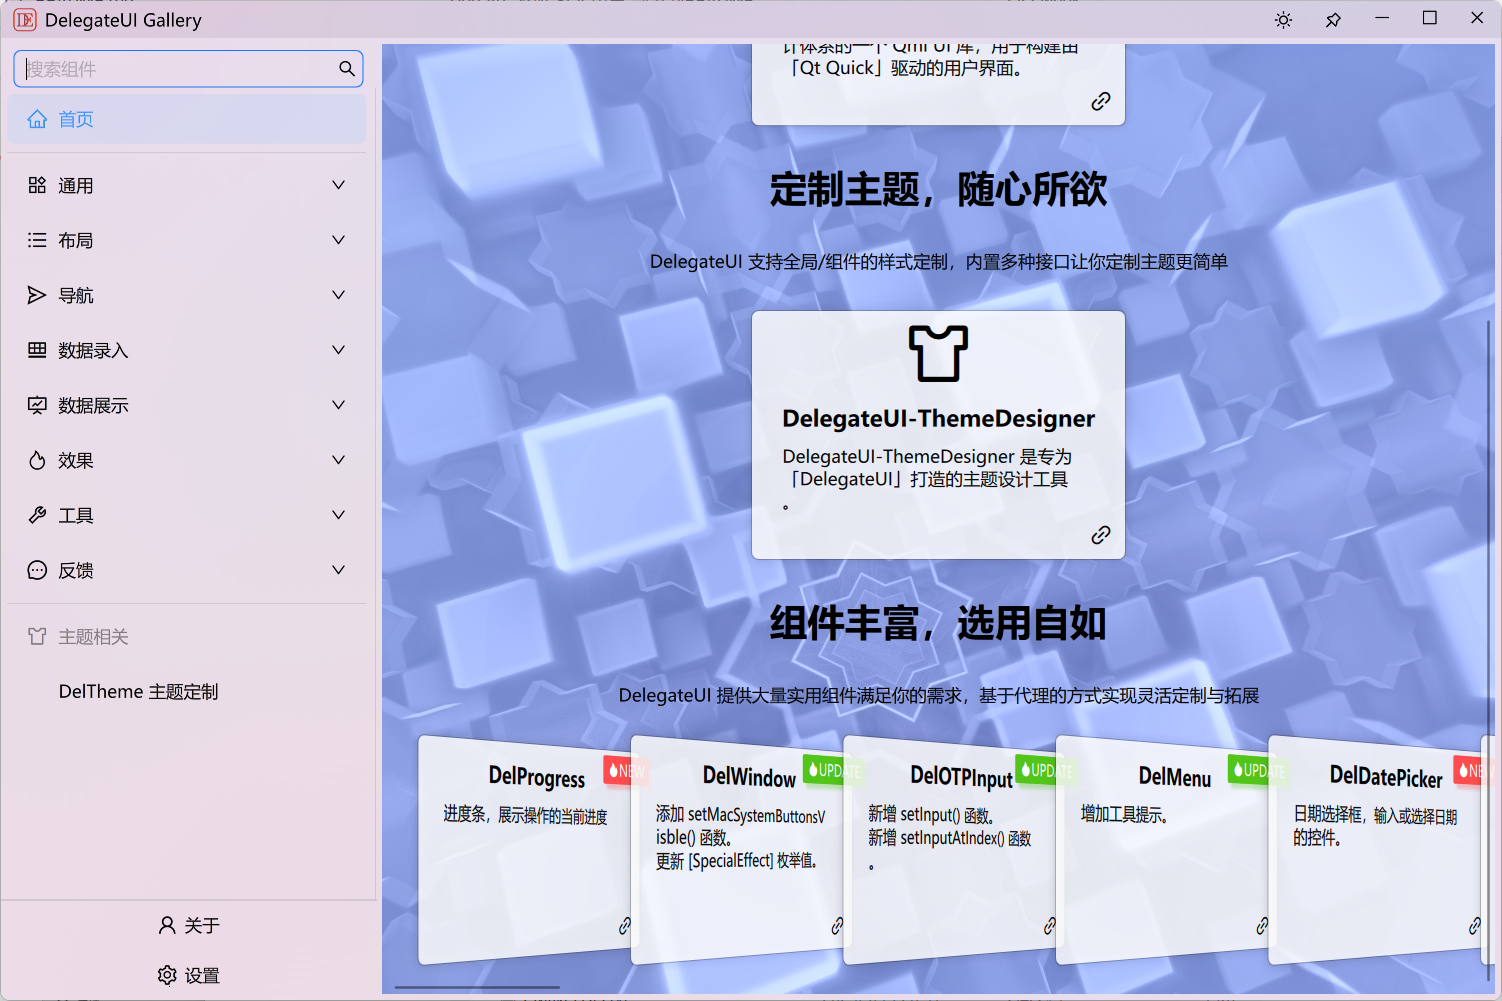 DelegateUI Gallery
搜索组件
首页
通用
布局
导航
数据录入
数据展示
效果
工具
反馈
主题相关
DelTheme 主题定制
关于
设置
计体系的一个 Qml UI 库，用于构建由
「Qt Quick」驱动的用户界面。
定制主题，随心所欲
DelegateUI 支持全局/组件的样式定制，内置多种接口让你定制主题更简单
DelegateUI-ThemeDesigner
DelegateUI-ThemeDesigner 是专为
「DelegateUI」打造的主题设计工具
。
组件丰富，选用自如
DelegateUI 提供大量实用组件满足你的需求，基于代理的方式实现灵活定制与拓展
DelProgress
NEW
进度条，展示操作的当前进度
DelWindow
UPDATE
添加 setMacSystemButtonsV
isble() 函数。
更新 [SpecialEffect] 枚举值。
DelOTPInput
UPDATE
新增 setInput() 函数。
新增 setInputAtIndex() 函数
。
DelMenu
UPDATE
增加工具提示。
DelDatePicker
NEW
日期选择框，输入或选择日期
的控件。